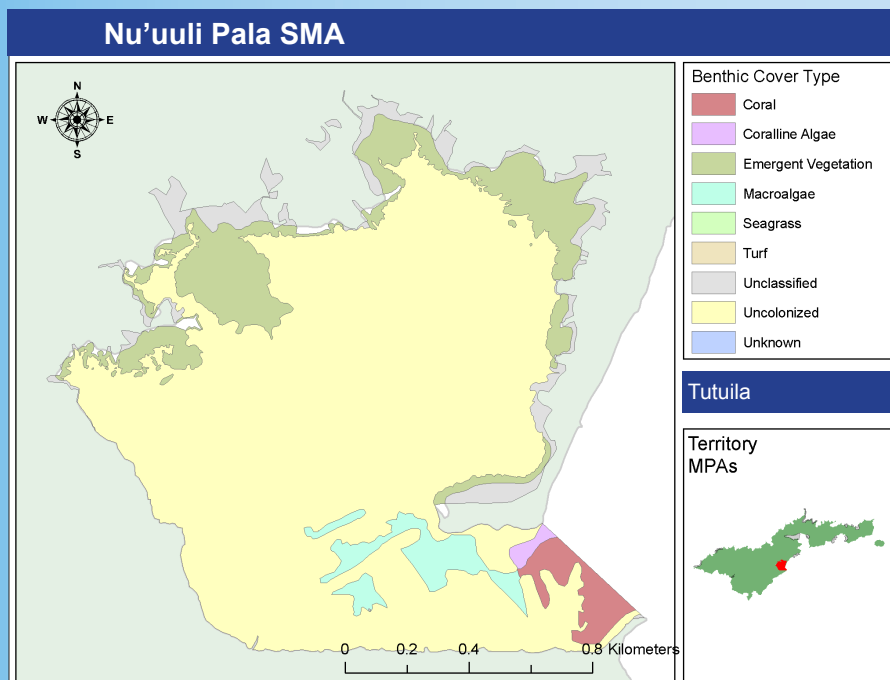 Nu'uuli Pala SMA
N
W
E
S
0
0.2
0.4
0.8 Kilometers
Benthic Cover Type
Coral
Coralline Algae
Emergent Vegetation
Macroalgae
Seagrass
Turf
Unclassified
Uncolonized
Unknown
Tutuila
Territory
MPAs